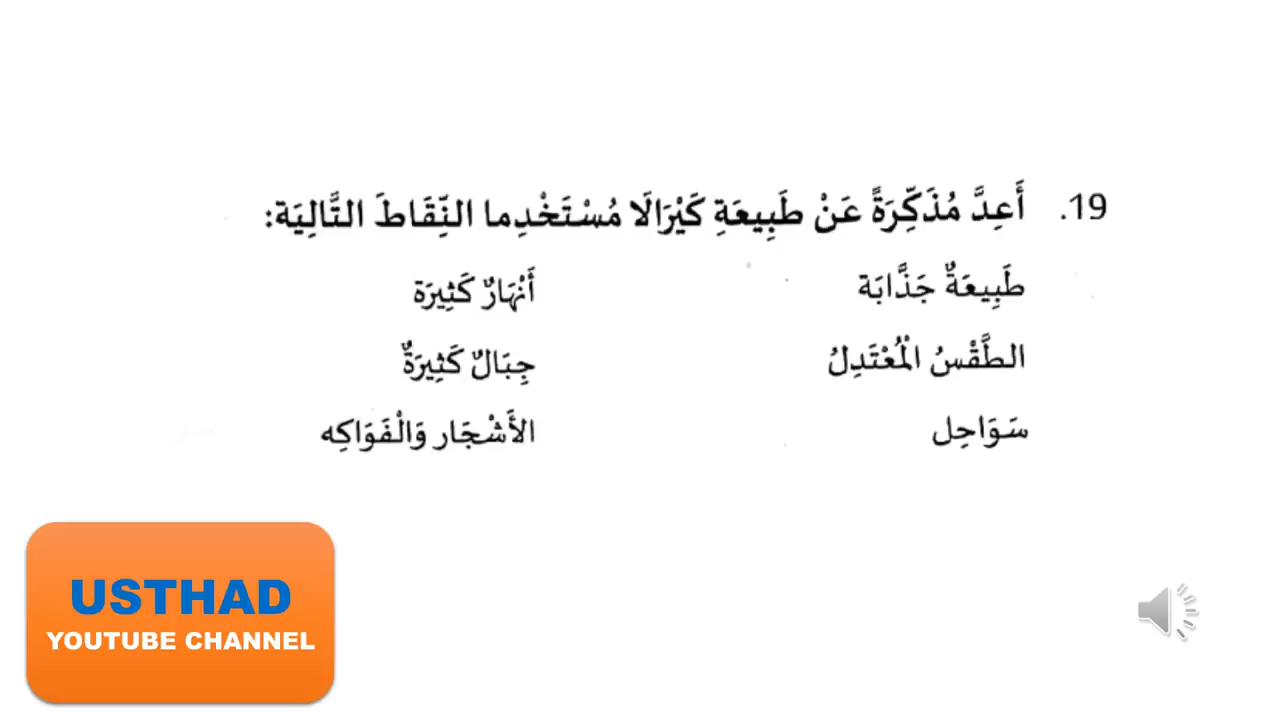 19. أَعِدَّ مُذَكِّرَةً عَنْ طَبِيعَةِ كَيْرَالَا مُسْتَخْدِما النِّقَاطَ التَّالِيَة:
طَبِيعَةٌ جَذَّابَة
أَنْهَارٌ كَثِيرَة
الطَّقْسُ الْمُعْتَدِلُ
جِبَالٌ كَثِيرَةٌ
سَوَاحِل
الأَشْجَار وَالْفَوَاكِه
USTHAD
YOUTUBE CHANNEL